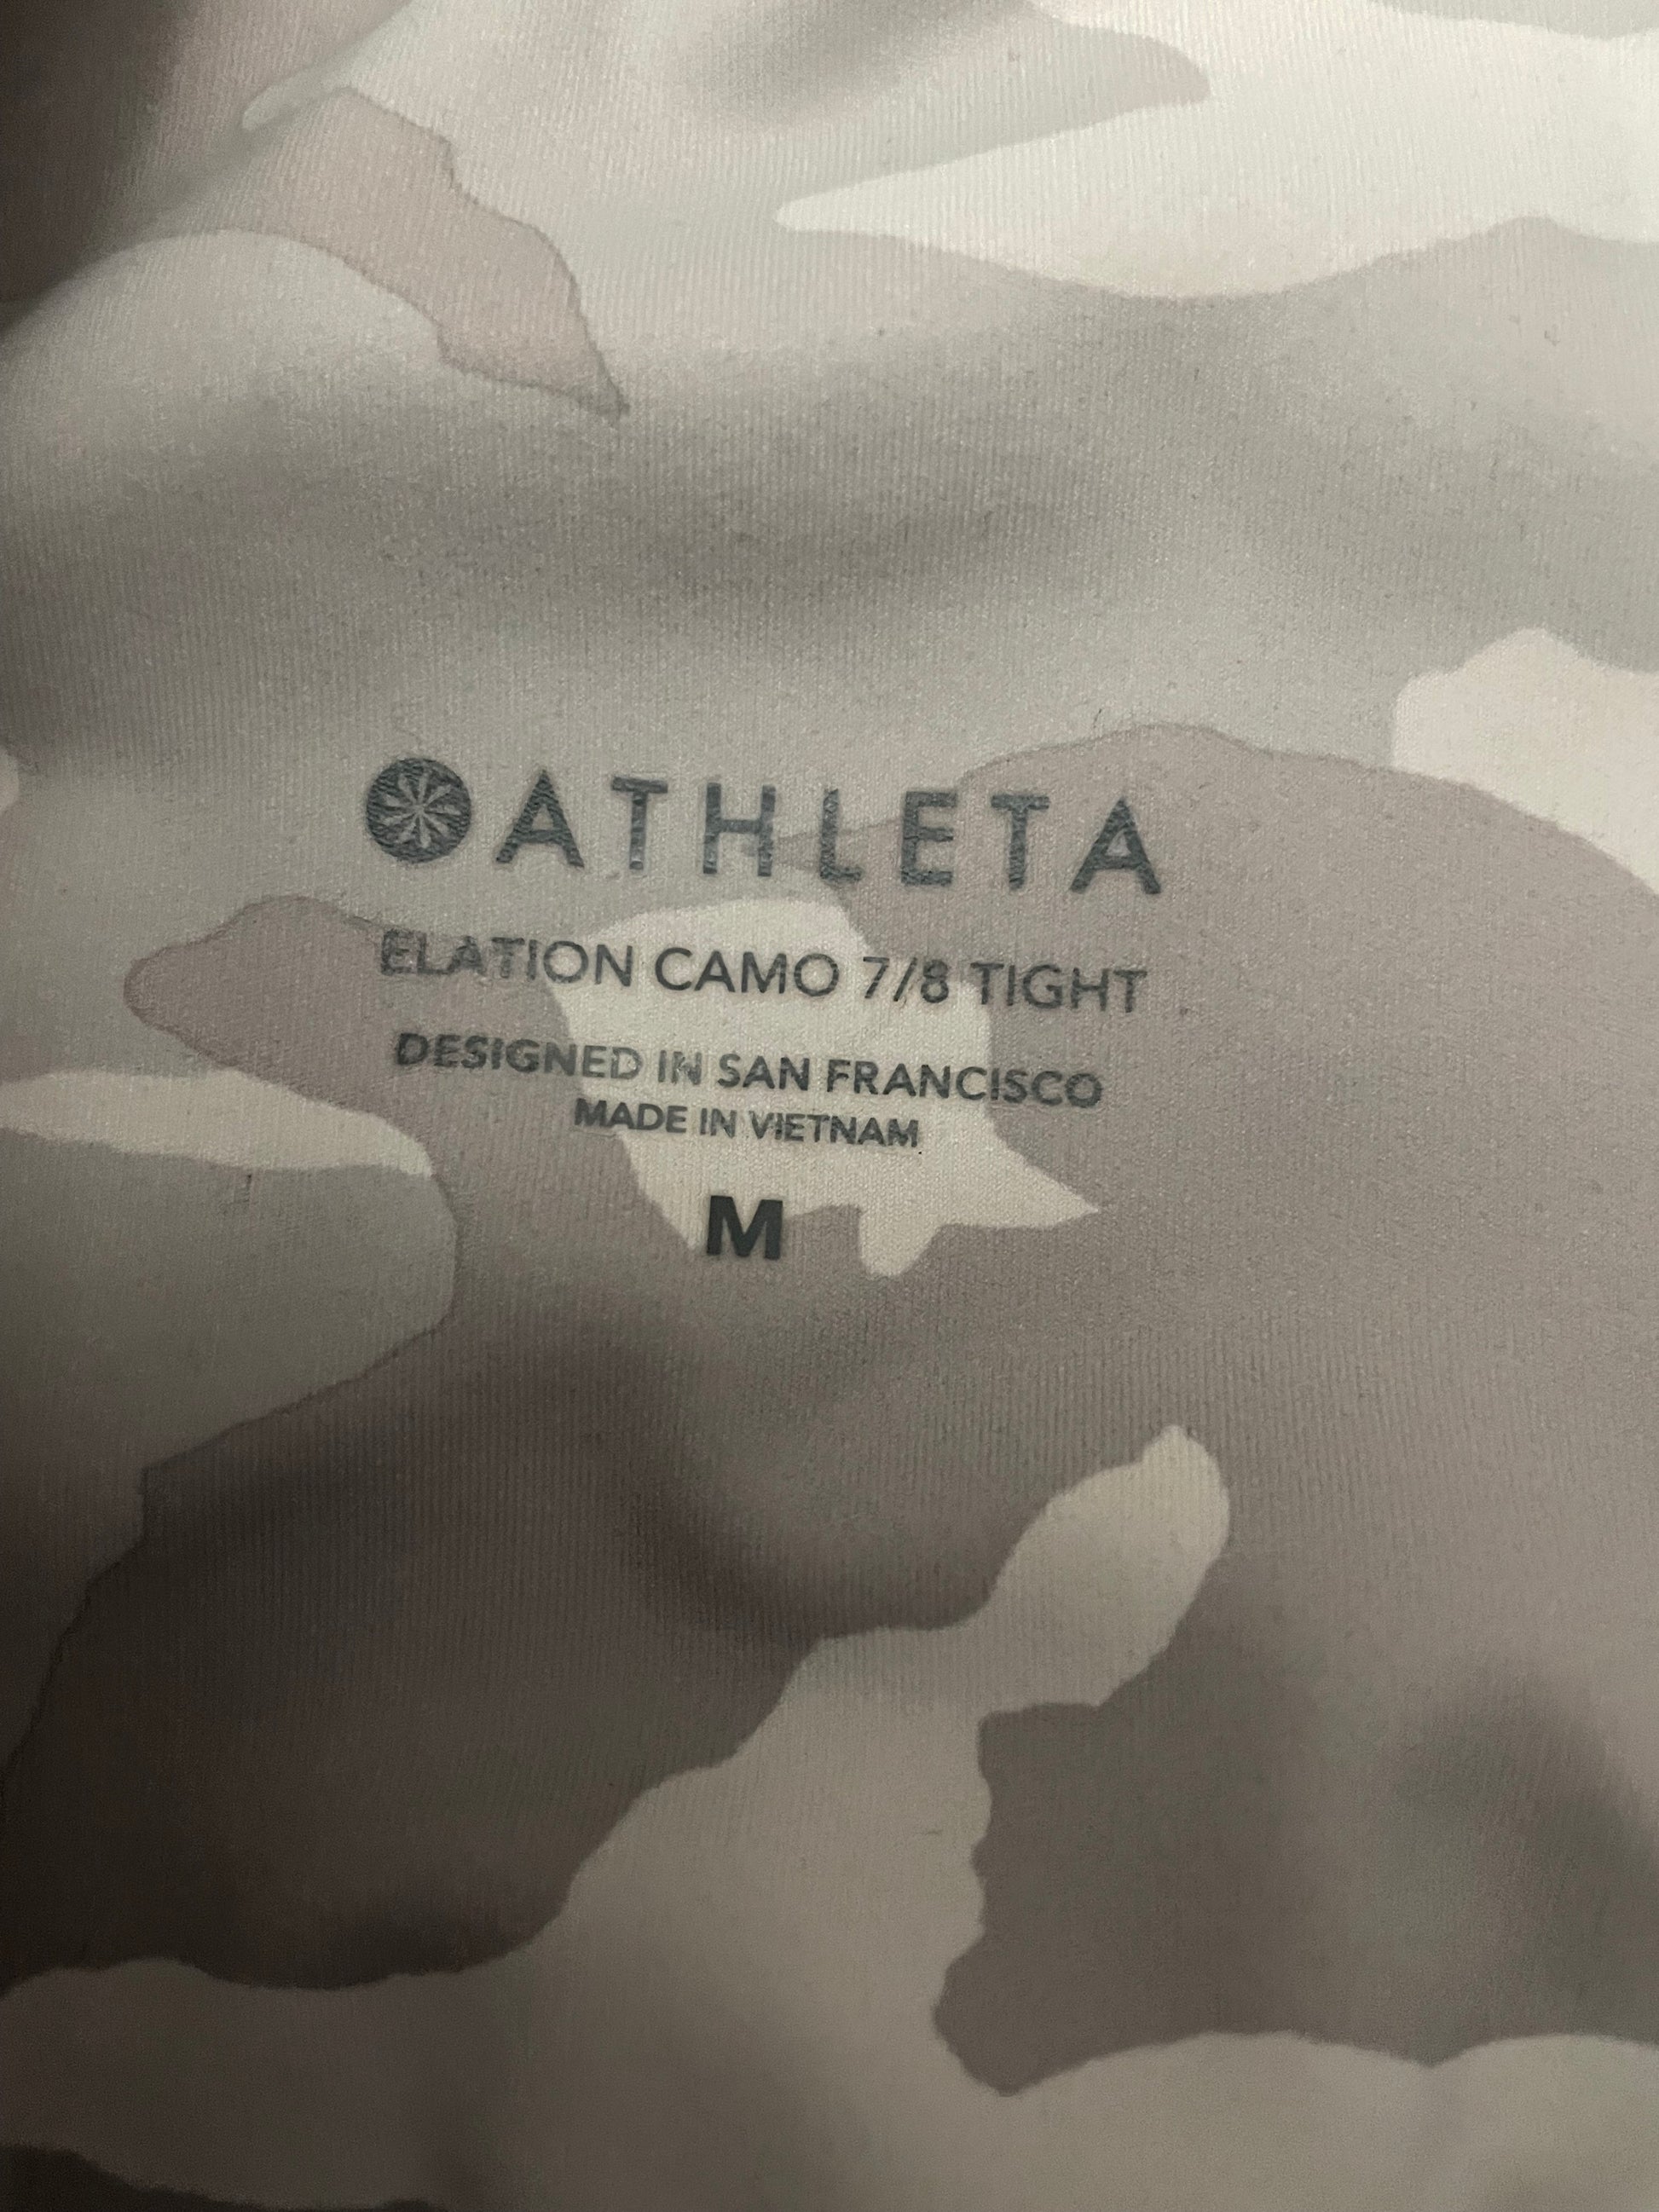 ATHLETA
ELATION CAMO 7/8 TIGHT
DESIGNED IN SAN FRANCISCO
MADE IN VIETNAM
M